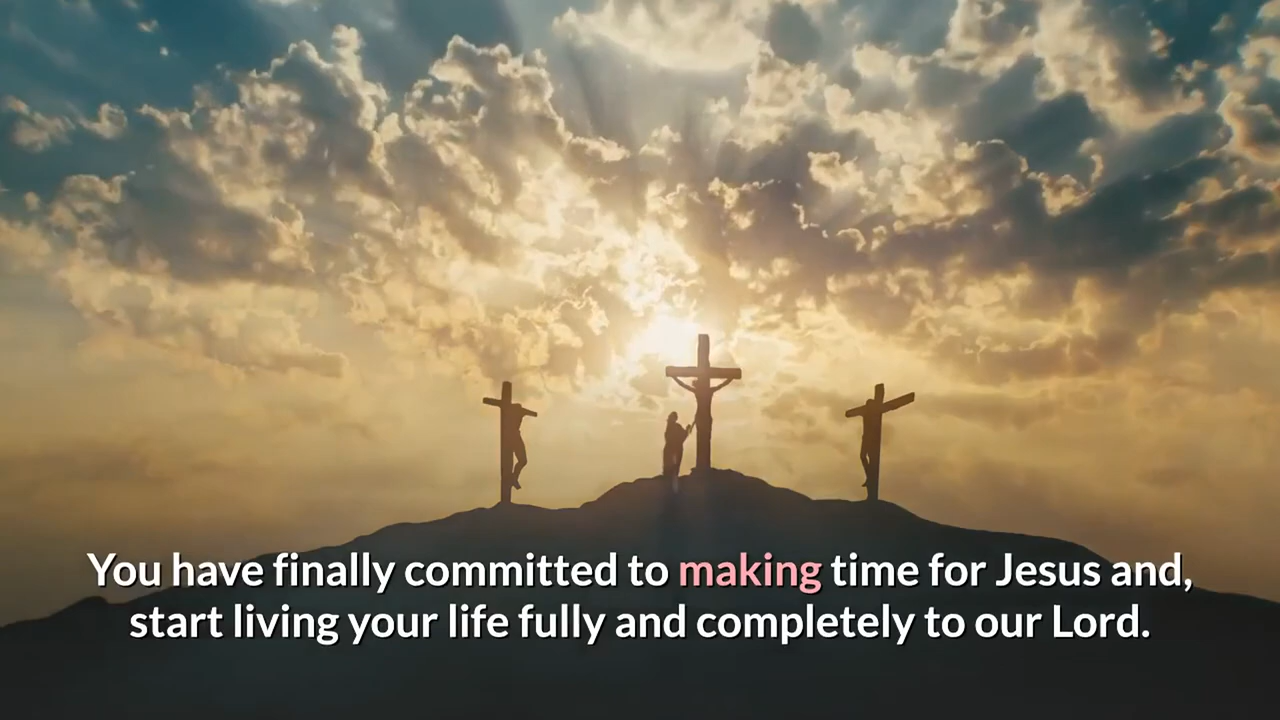 You have finally committed to making time for Jesus and,
start living your life fully and completely to our Lord.